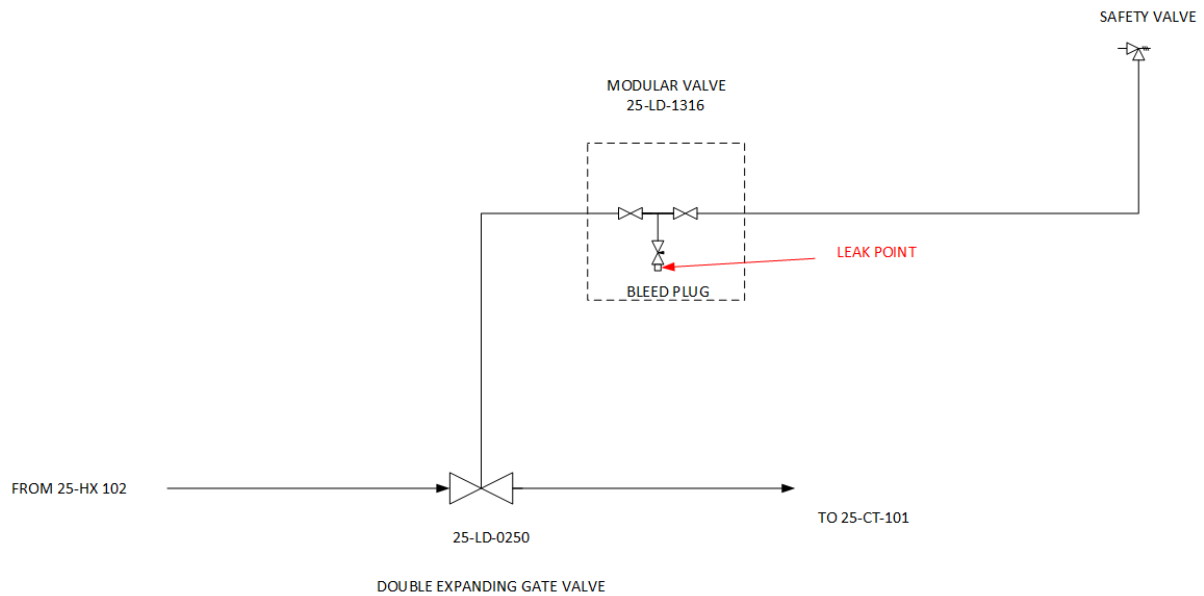 SAFETY VALVE
MODULAR VALVE
25-LD-1316
LEAK POINT
BLEED PLUG
FROM 25-HX 102
TO 25-CT-101
25-LD-0250
DOUBLE EXPANDING GATE VALVE